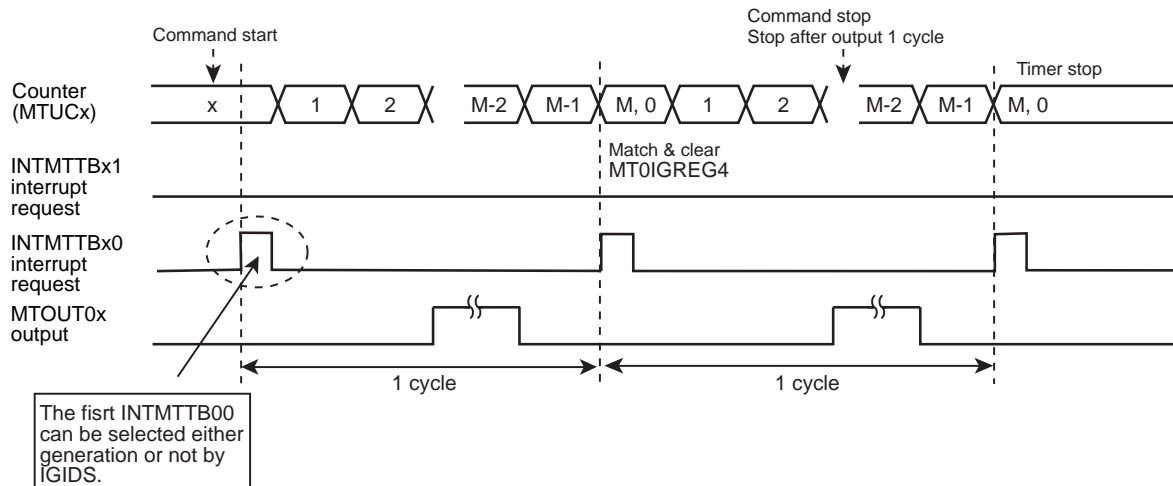 Command start
Command stop
Stop after output 1 cycle
Timer stop
Counter
(MTUCx)
x 1 2 M-2 M-1 M, 0 1 2 M-2 M-1 M, 0
Match & clear
MT0IGREG4
INTMTTBx1
interrupt
request
INTMTTBx0
interrupt
request
MTOUT0x
output
1 cycle 1 cycle
The fisrt INTMTTB00
can be selected either
generation or not by
IGIDS.